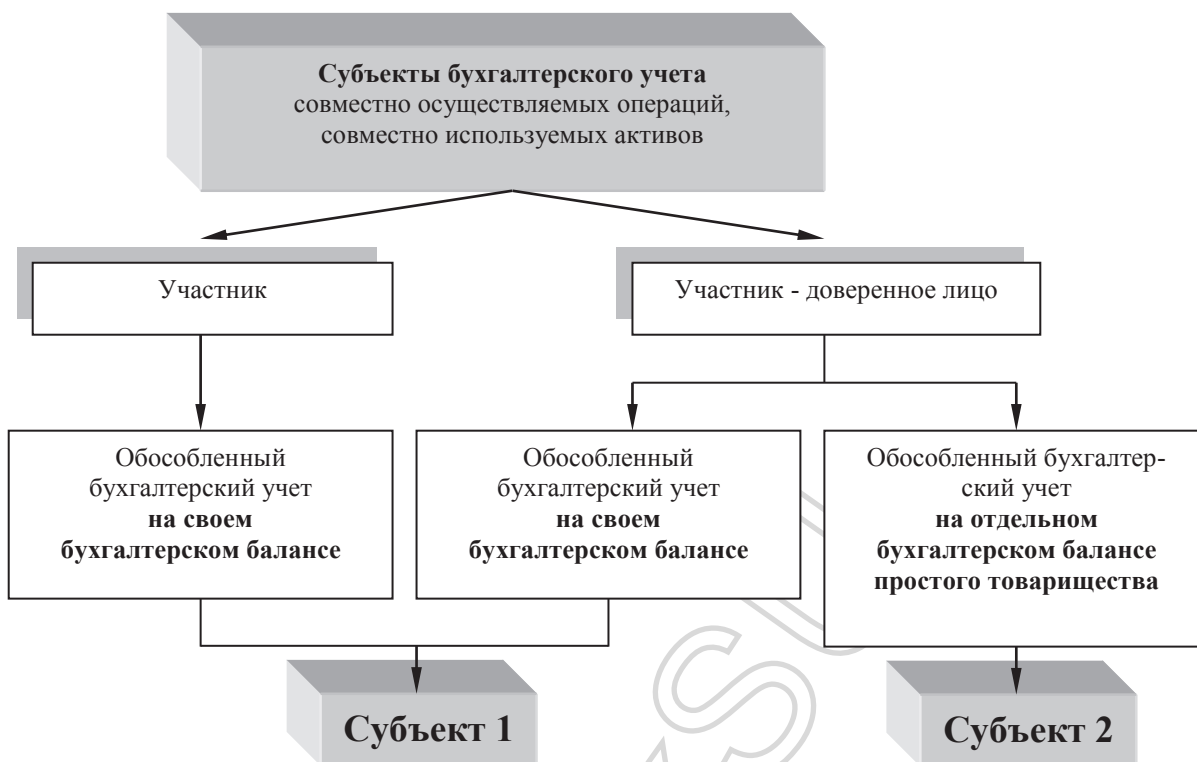 Субъекты бухгалтерского учета
совместно осуществляемых операций,
совместно используемых активов
Участник
Участник - доверенное лицо
Обособленный
бухгалтерский учет
на своем
бухгалтерском балансе
Обособленный
бухгалтерский учет
на своем
бухгалтерском балансе
Обособленный бухгалтер-
ский учет
на отдельном
бухгалтерском балансе
простого товарищества
Субъект 1
Субъект 2